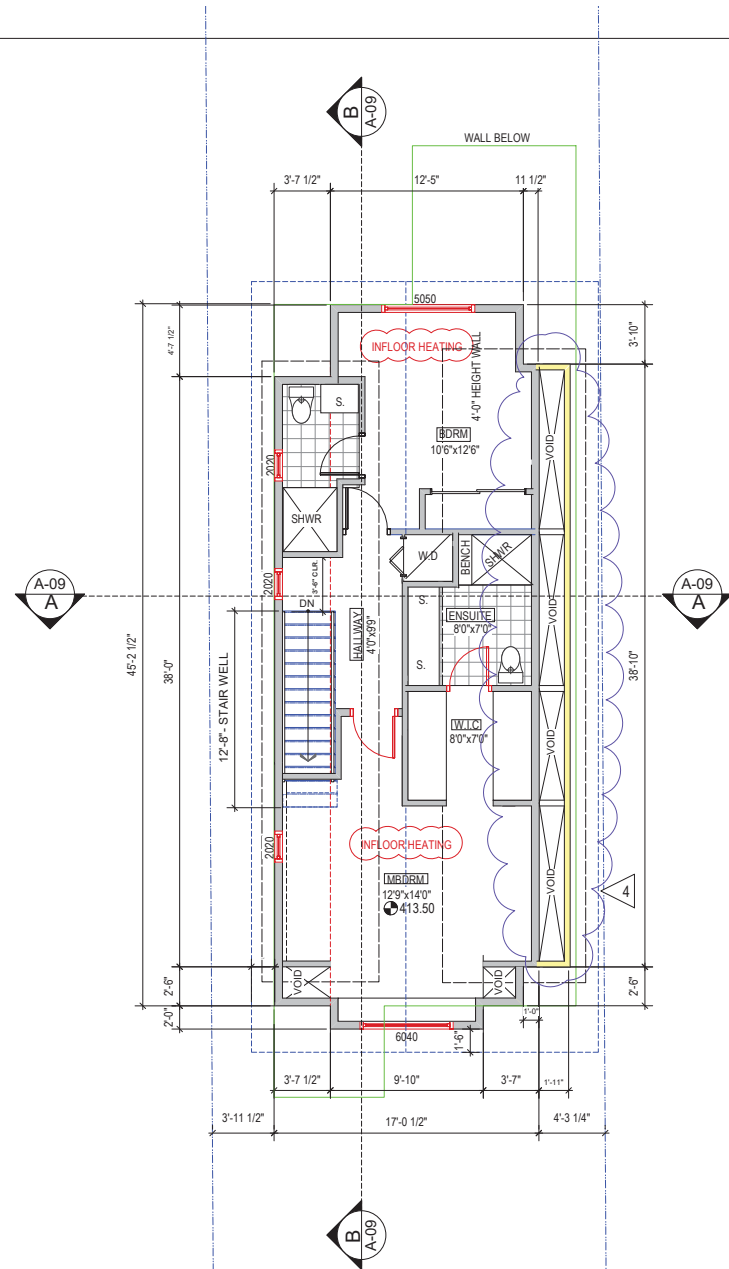 B
A-09
WALL BELOW
3'-7 1/2"
12'-5"
11 1/2"
5050
4'-7 1/2"
INFLOOR HEATING
4'-0" HEIGHT WALL
3'-10"
S.
BDRM
10'6"x12'6"
VOID
2020
SHWR
W.D
BENCH
SHWR
A-09
A
2020
3'-6" CLR.
DN
S.
ENSUITE
8'0"x7'0"
VOID
A-09
A
HALLWAY
4'0"x9'9"
45'-2 1/2"
38'-0"
12'-8"- STAIR WELL
S.
38'-10"
W.I.C
8'0"x7'0"
VOID
2020
INFLOOR HEATING
MBDRM
12'9"x14'0"
413.50
VOID
4
2'-6"
VOID
VOID
2'-6"
2'-0"
6040
1'-6"
1'-0"
3'-7 1/2"
9'-10"
3'-7"
1'-11"
3'-11 1/2"
17'-0 1/2"
4'-3 1/4"
B
A-09